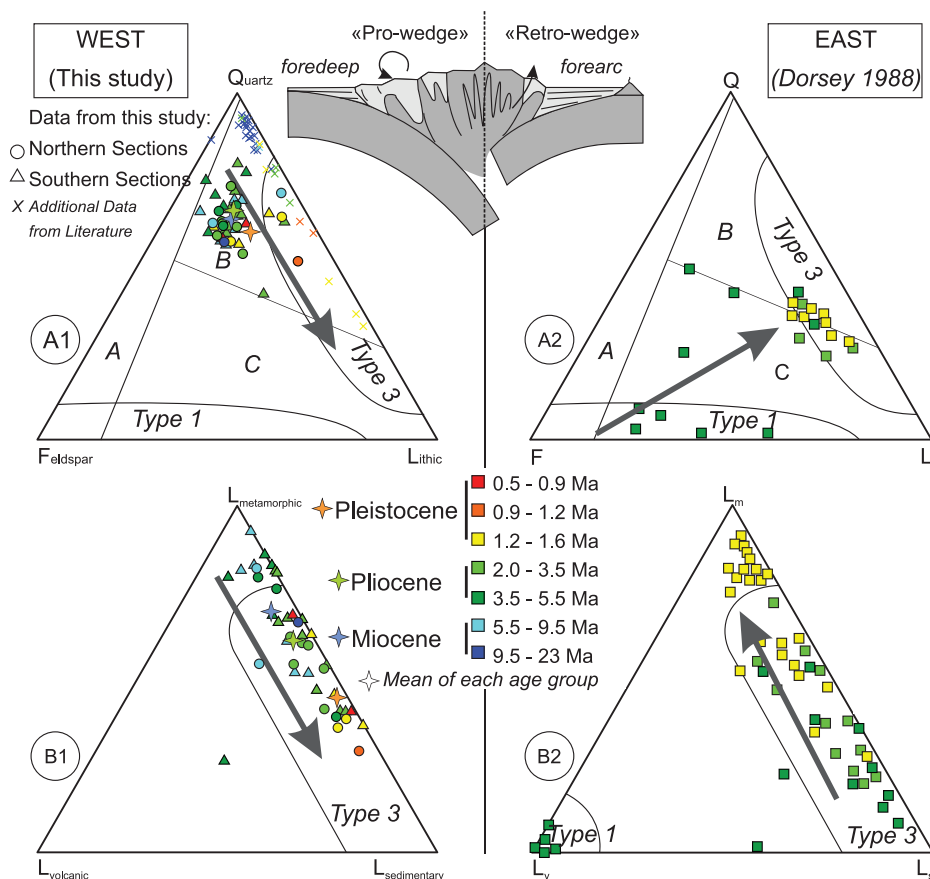 WEST
(This study)
«Pro-wedge»
«Retro-wedge»
foredeep
forearc
EAST
(Dorsey 1988)
Quartz
Data from this study:
Northern Sections
Southern Sections
X Additional Data
from Literature
B
A
C
Type 3
Type 1
A1
Feldspar
Lithic
Q
B
Type 3
A
C
Type 1
A2
F
L
Lmetamorphic
Pleistocene
0.5 - 0.9 Ma
0.9 - 1.2 Ma
1.2 - 1.6 Ma
Pliocene
2.0 - 3.5 Ma
3.5 - 5.5 Ma
Miocene
5.5 - 9.5 Ma
9.5 - 23 Ma
Mean of each age group
B1
Type 3
Lvolcanic
Lsedimentary
Lm
B2
Type 1
Type 3
Lv
Ls